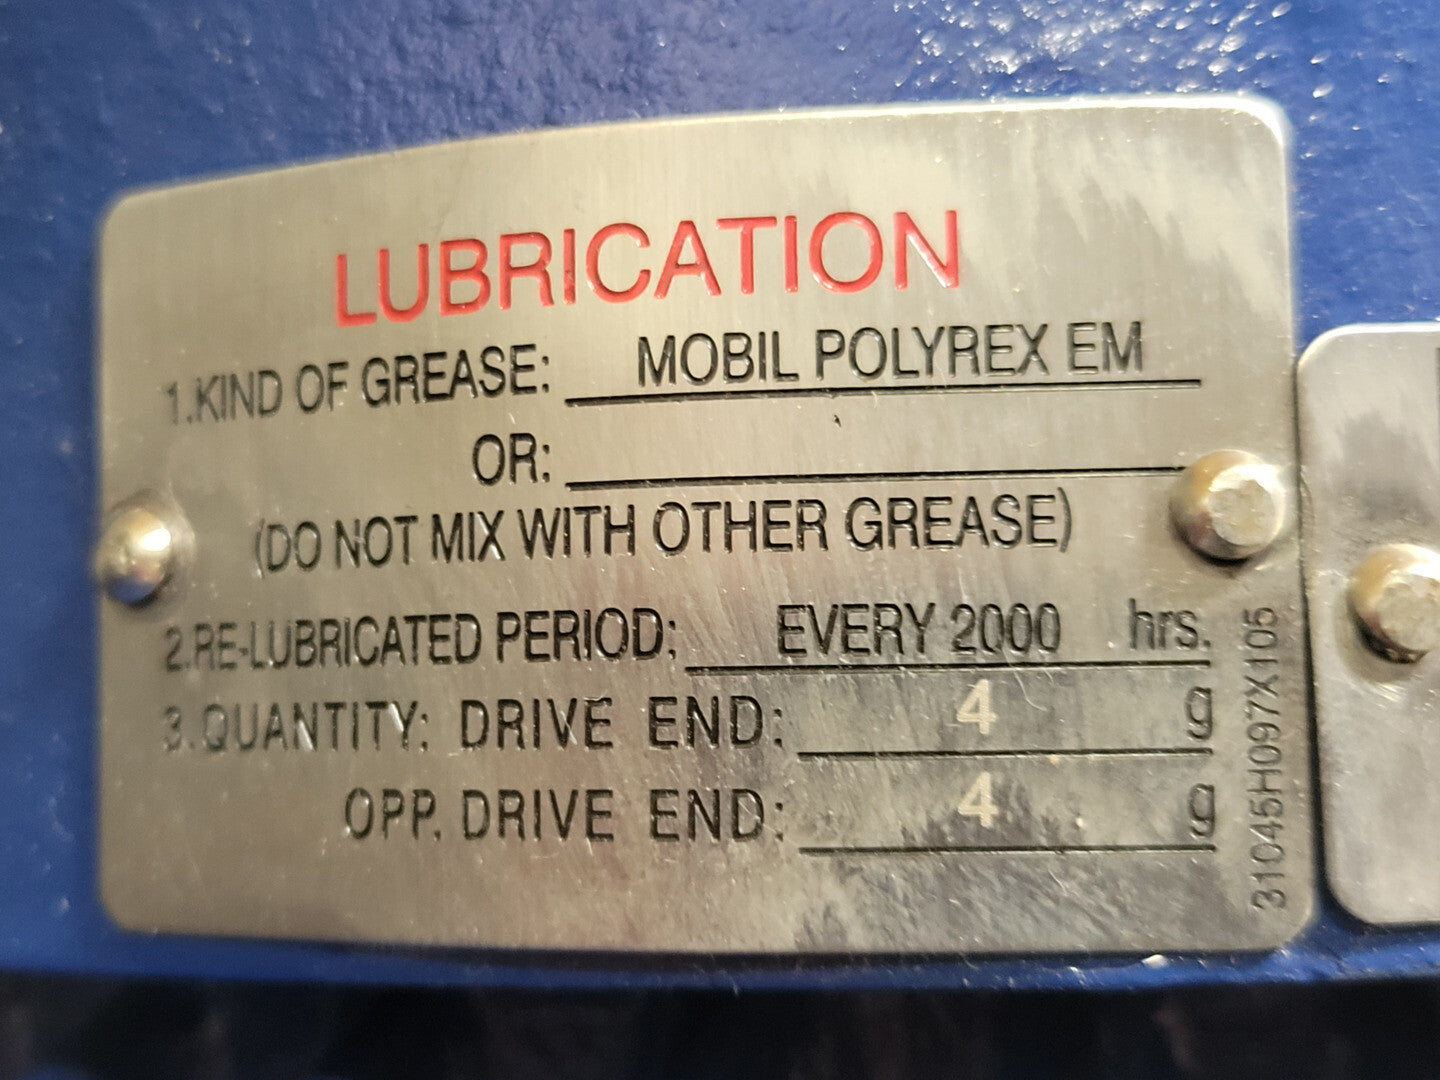 LUBRICATION
1.KIND OF GREASE: MOBIL POLYREX EM
OR:
(DO NOT MIX WITH OTHER GREASE)
2.RE-LUBRICATED PERIOD: EVERY 2000 hrs.
3.QUANTITY: DRIVE END: 4 g
OPP. DRIVE END: 4 g
31045H097X105